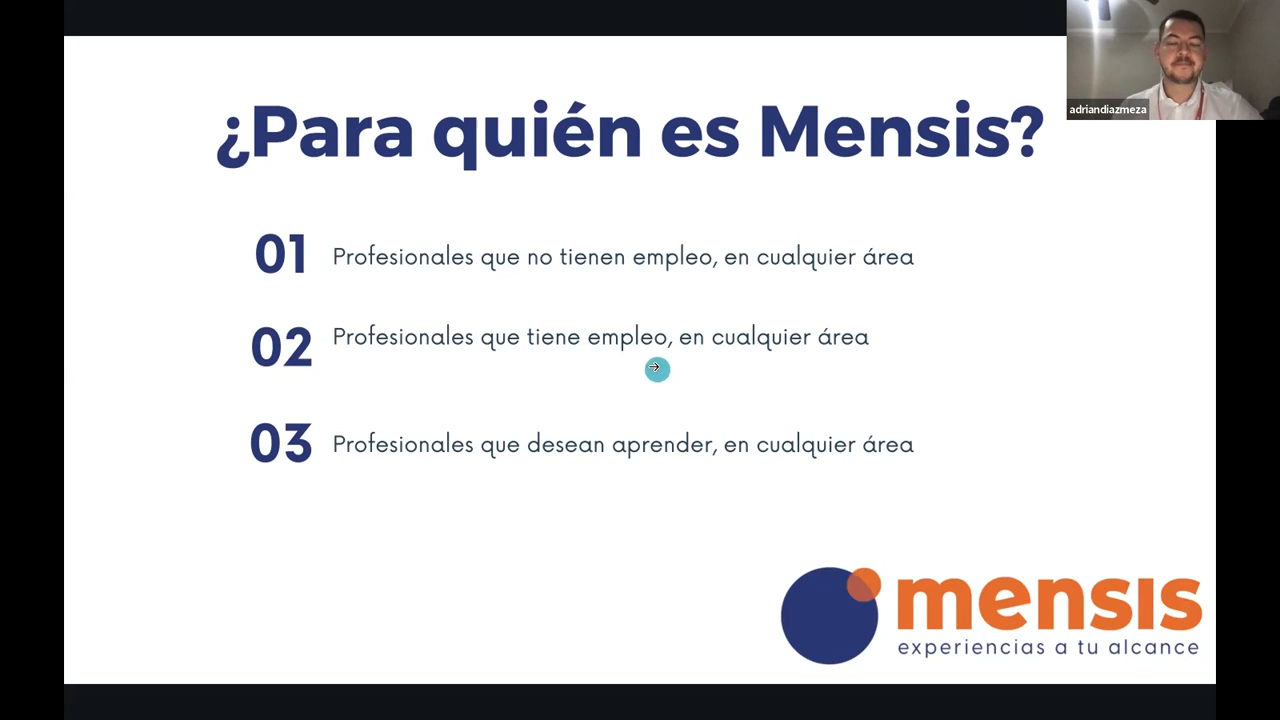 adriandiazmeza
¿Para quién es Mensis?
01 Profesionales que no tienen empleo, en cualquier área
02 Profesionales que tiene empleo, en cualquier área
03 Profesionales que desean aprender, en cualquier área
mensis
experiencias a tu alcance